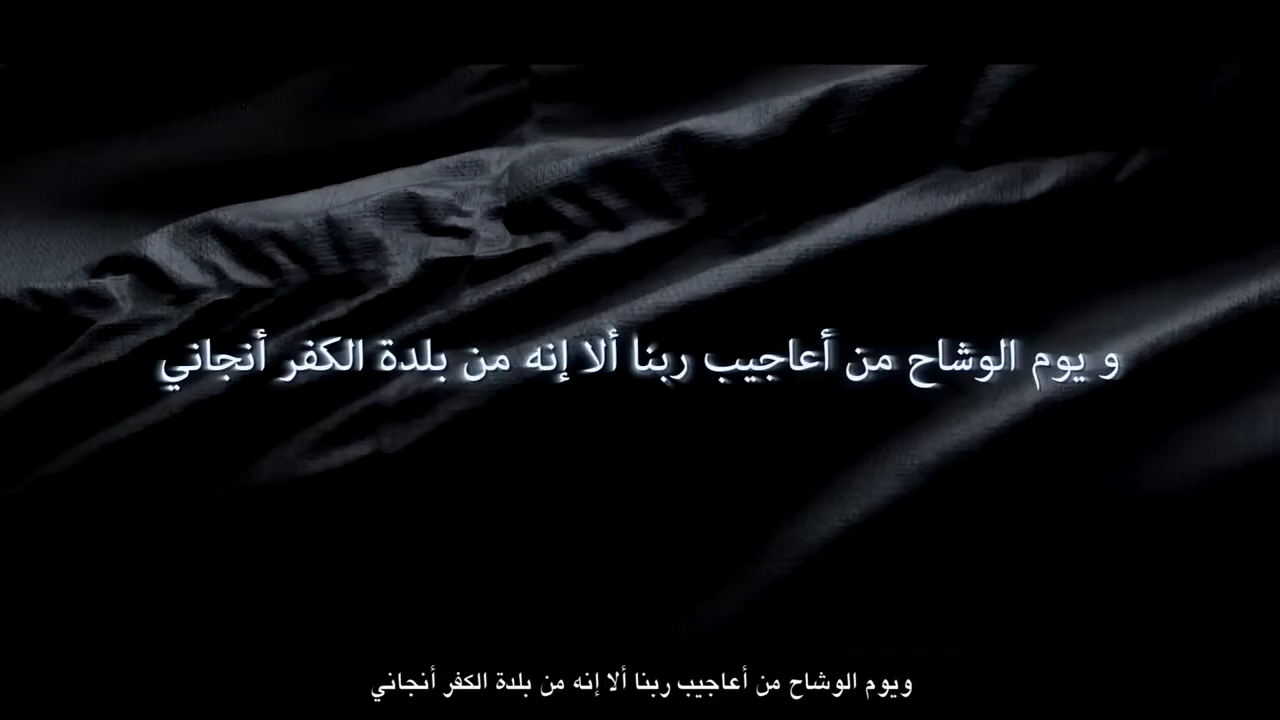 و يوم الوشاح من أعاجيب ربنا ألا إنه من بلدة الكفر أنجاني
ويوم الوشاح من أعاجيب ربنا ألا إنه من بلدة الكفر أنجاني